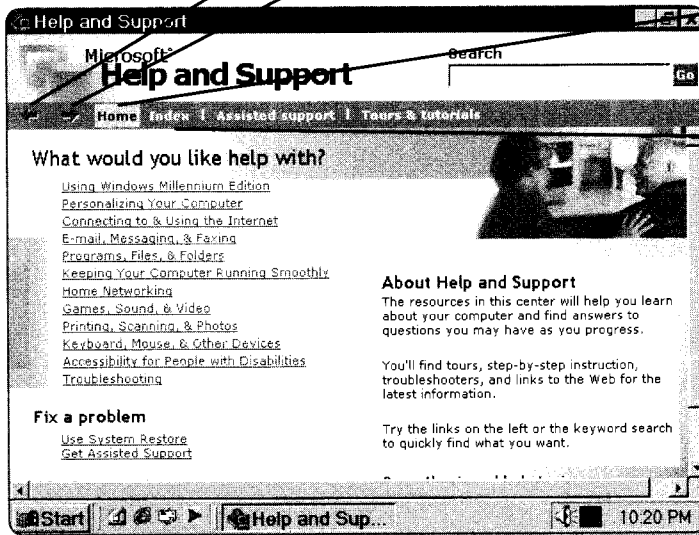 Help and Support
Microsoft®
Help and Support
Search
Go
Home Index | Assisted support | Tours & tutorials
What would you like help with?
Using Windows Millennium Edition
Personalizing Your Computer
Connecting to & Using the Internet
E-mail, Messaging, & Faxing
Programs, Files, & Folders
Keeping Your Computer Running Smoothly
Home Networking
Games, Sound, & Video
Printing, Scanning, & Photos
Keyboard, Mouse, & Other Devices
Accessibility for People with Disabilities
Troubleshooting
Fix a problem
Use System Restore
Get Assisted Support
About Help and Support
The resources in this center will help you learn
about your computer and find answers to
questions you may have as you progress.
You'll find tours, step-by-step instruction,
troubleshooters, and links to the Web for the
latest information.
Try the links on the left or the keyword search
to quickly find what you want.
Start
Help and Sup...
10:20 PM